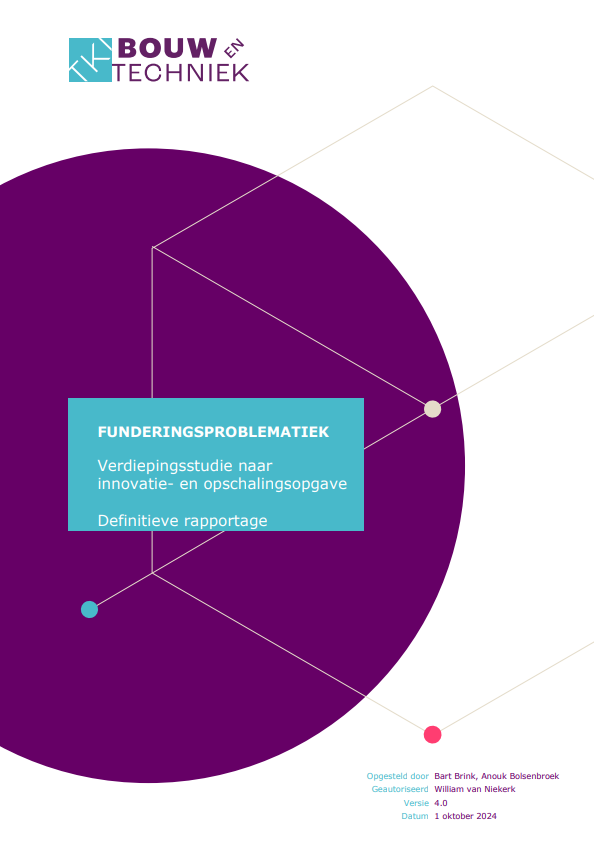 TKI BOUW EN
TECHNIEK
FUNDERINGSPROBLEMATIEK
Verdiepingsstudie naar
innovatie- en opschalingsopgave
Definitieve rapportage
Opgesteld door Bart Brink, Anouk Bolsenbroek
Geautoriseerd William van Niekerk
Versie 4.0
Datum 1 oktober 2024